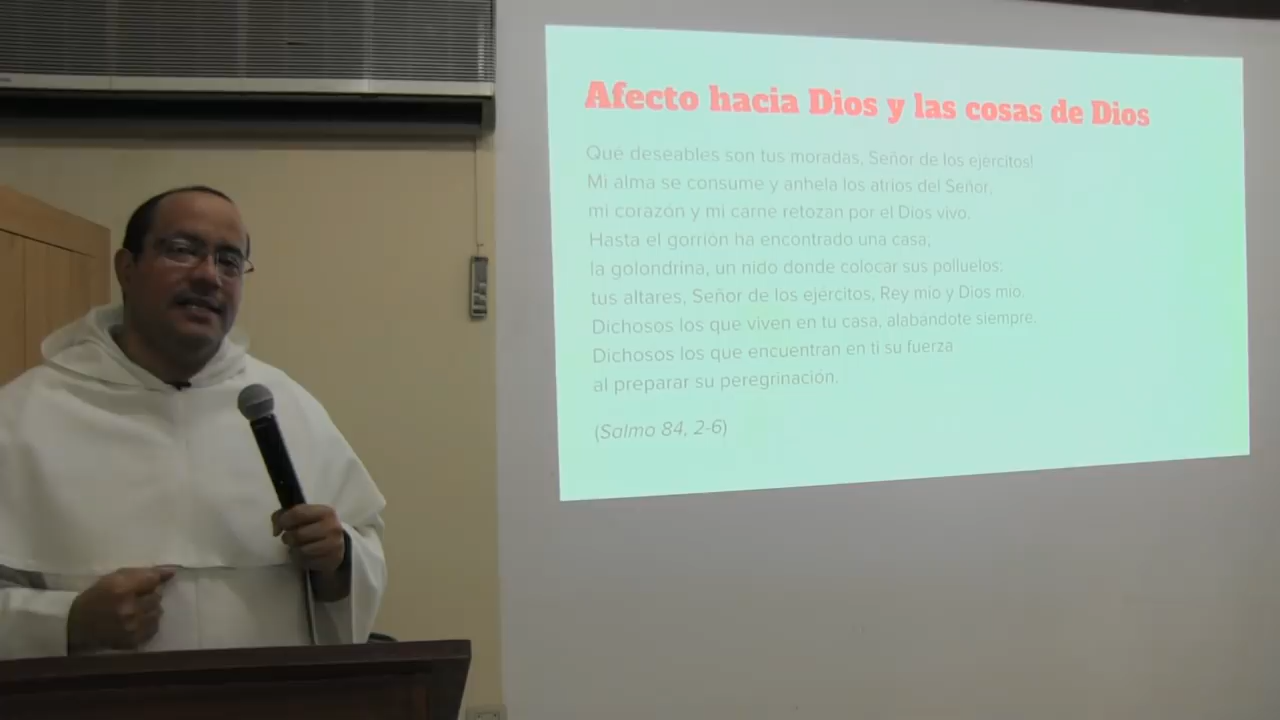 Afecto hacia Dios y las cosas de Dios
Qué deseables son tus moradas, Señor de los ejércitos!
Mi alma se consume y anhela los atrios del Señor,
mi corazón y mi carne retozan por el Dios vivo.
Hasta el gorrión ha encontrado una casa;
la golondrina, un nido donde colocar sus polluelos:
tus altares, Señor de los ejércitos, Rey mío y Dios mío.
Dichosos los que viven en tu casa, alabándote siempre.
Dichosos los que encuentran en ti su fuerza
al preparar su peregrinación.
(Salmo 84, 2-6)